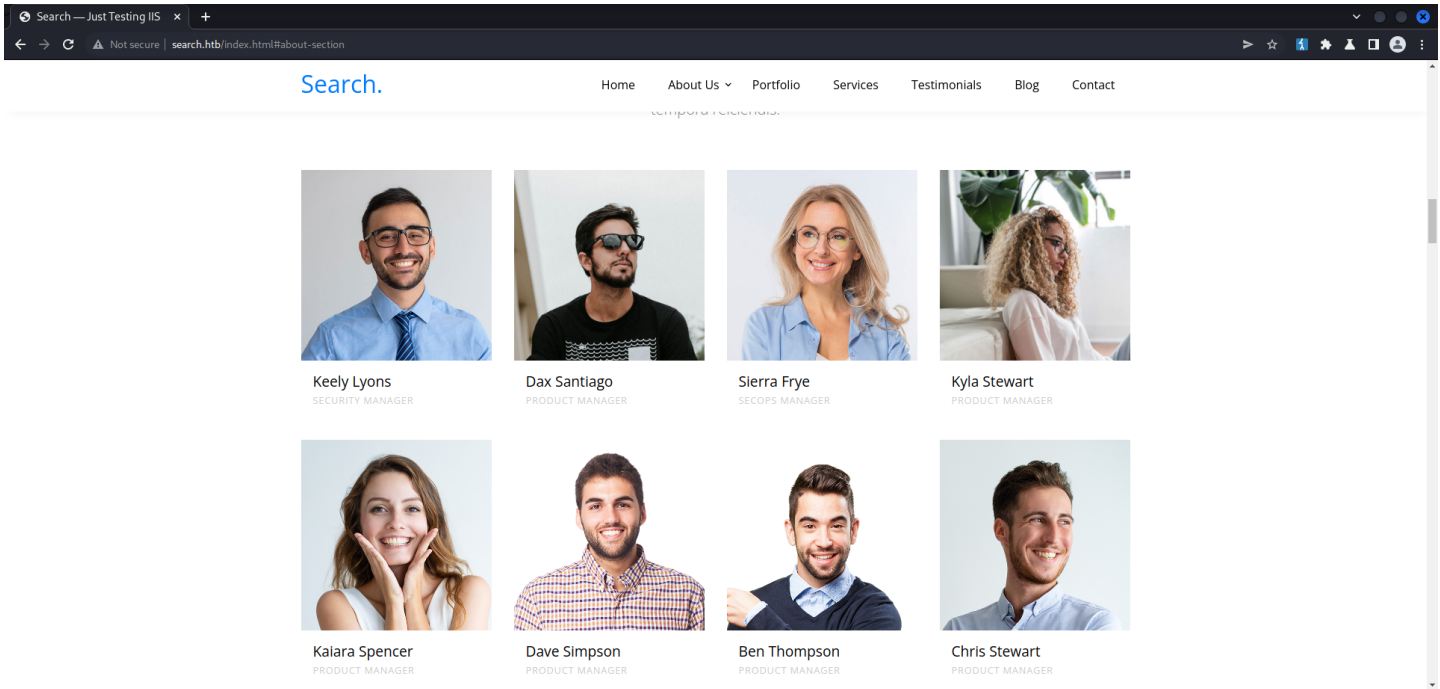 Search — Just Testing IIS
Not secure search.htb/index.html#about-section
Search.
Home About Us Portfolio Services Testimonials Blog Contact
tempora reiciendis.
Keely Lyons Dax Santiago Sierra Frye Kyla Stewart
SECURITY MANAGER PRODUCT MANAGER SECOPS MANAGER PRODUCT MANAGER
Kaiara Spencer Dave Simpson Ben Thompson Chris Stewart
PRODUCT MANAGER PRODUCT MANAGER PRODUCT MANAGER PRODUCT MANAGER